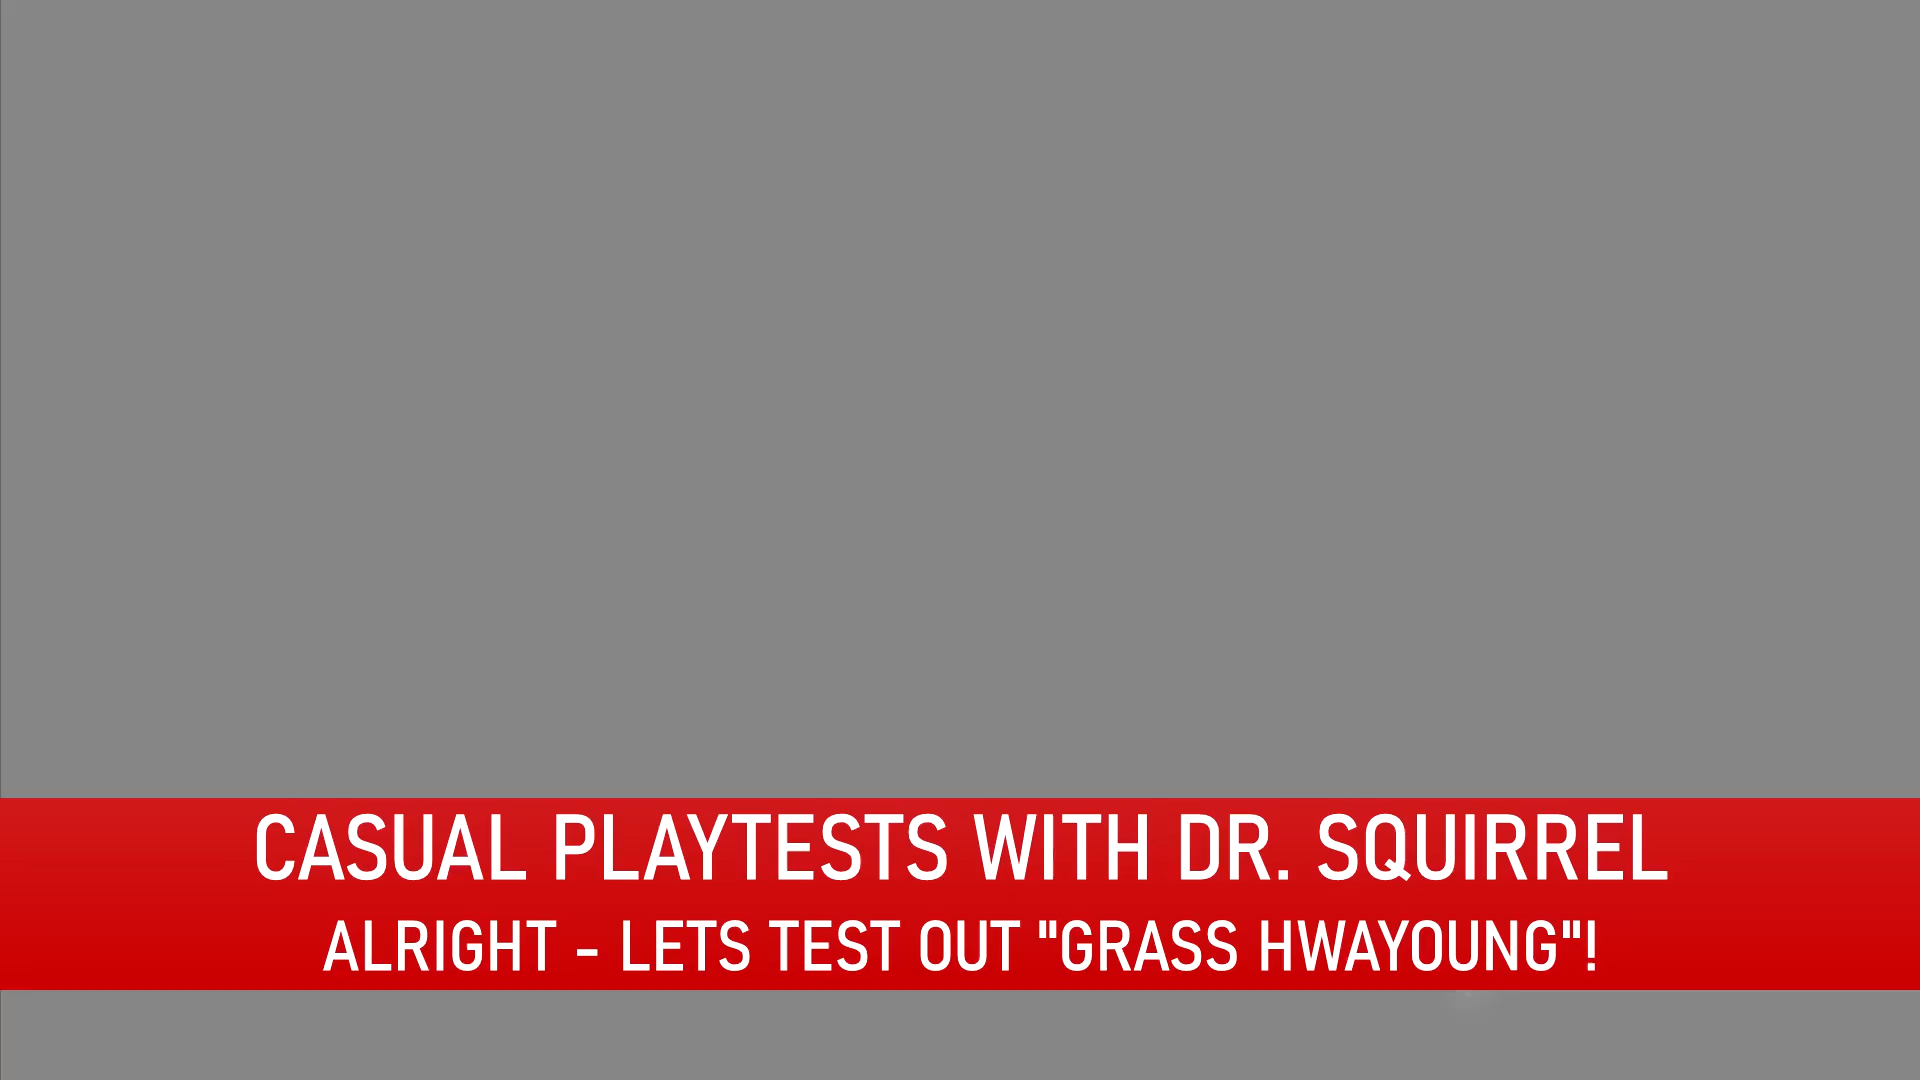 CASUAL PLAYTESTS WITH DR. SQUIRREL
ALRIGHT - LETS TEST OUT "GRASS HWAYOUNG"!